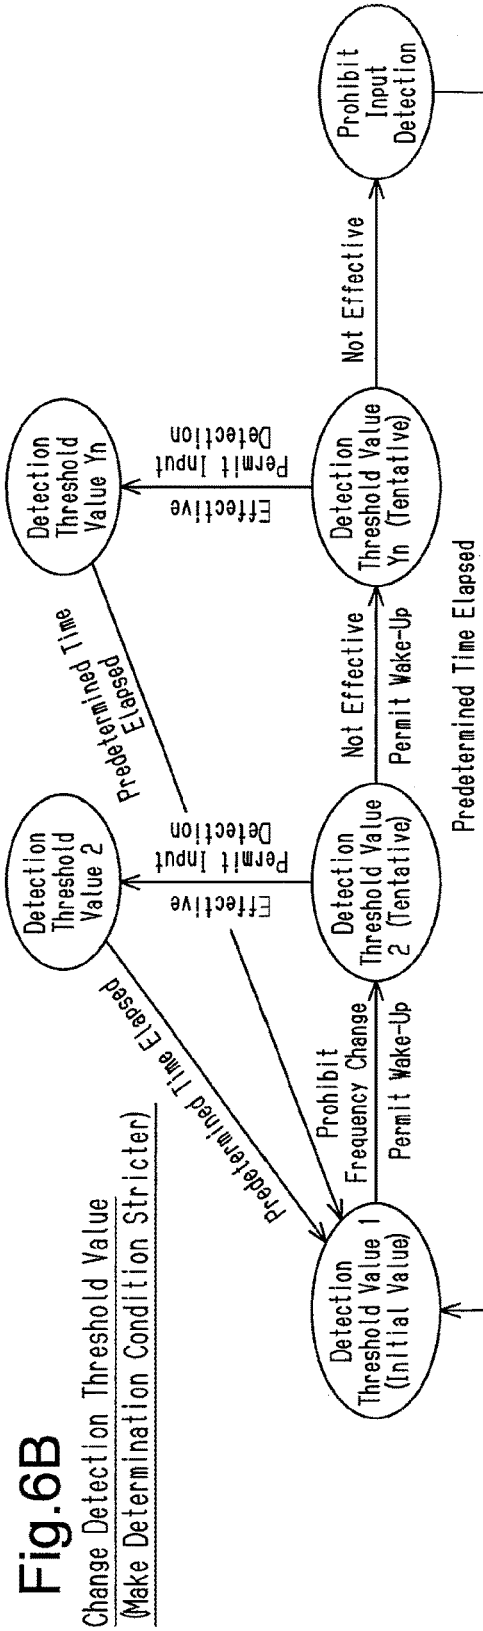 Fig.6B
Change Detection Threshold Value
(Make Determination Condition Stricter)
Detection
Threshold
Value 2
Detection
Threshold
Value Yn
Predetermined Time Elapsed
Predetermined Time
Elapsed
Effective
Permit Input
Detection
Effective
Permit Input
Detection
Detection
Threshold Value 1
(Initial Value)
Prohibit
Frequency Change
Permit Wake-Up
Detection
Threshold Value
2 (Tentative)
Not Effective
Permit Wake-Up
Detection
Threshold Value
Yn (Tentative)
Not Effective
Prohibit
Input
Detection
Predetermined Time Elapsed